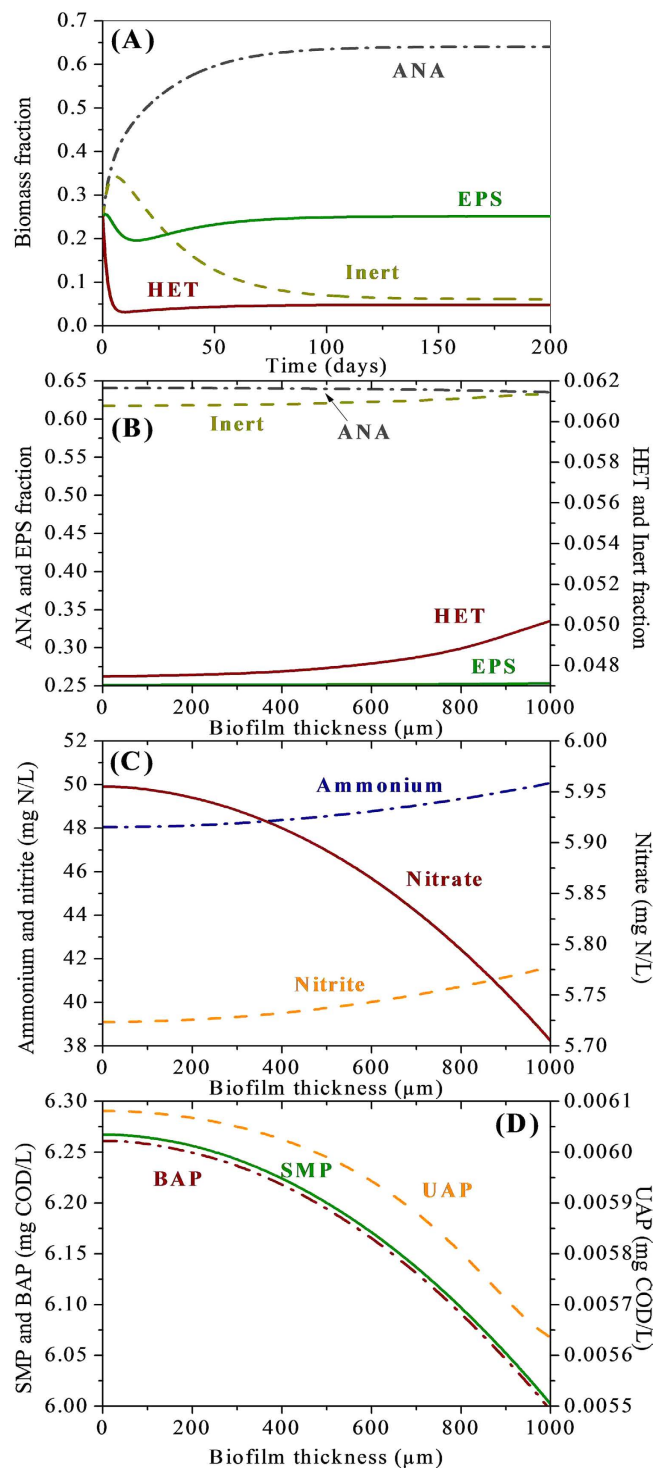 (A)
0.7
0.6
0.5
0.4
0.3
0.2
0.1
0.0
Biomass fraction
ANA
EPS
Inert
HET
0 50 100 150 200
Time (days)
(B)
0.65
0.60
0.55
0.50
0.45
0.40
0.35
0.30
0.25
ANA and EPS fraction
Inert
ANA
HET
EPS
0.062
0.060
0.058
0.056
0.054
0.052
0.050
0.048
HET and Inert fraction
0 200 400 600 800 1000
Biofilm thickness (µm)
(C)
52
50
48
46
44
42
40
38
Ammonium and nitrite (mg N/L)
Ammonium
Nitrate
Nitrite
6.00
5.95
5.90
5.85
5.80
5.75
5.70
Nitrate (mg N/L)
0 200 400 600 800 1000
Biofilm thickness (µm)
(D)
6.30
6.25
6.20
6.15
6.10
6.05
6.00
SMP and BAP (mg COD/L)
BAP
SMP
UAP
0.0061
0.0060
0.0059
0.0058
0.0057
0.0056
0.0055
UAP (mg COD/L)
0 200 400 600 800 1000
Biofilm thickness (µm)